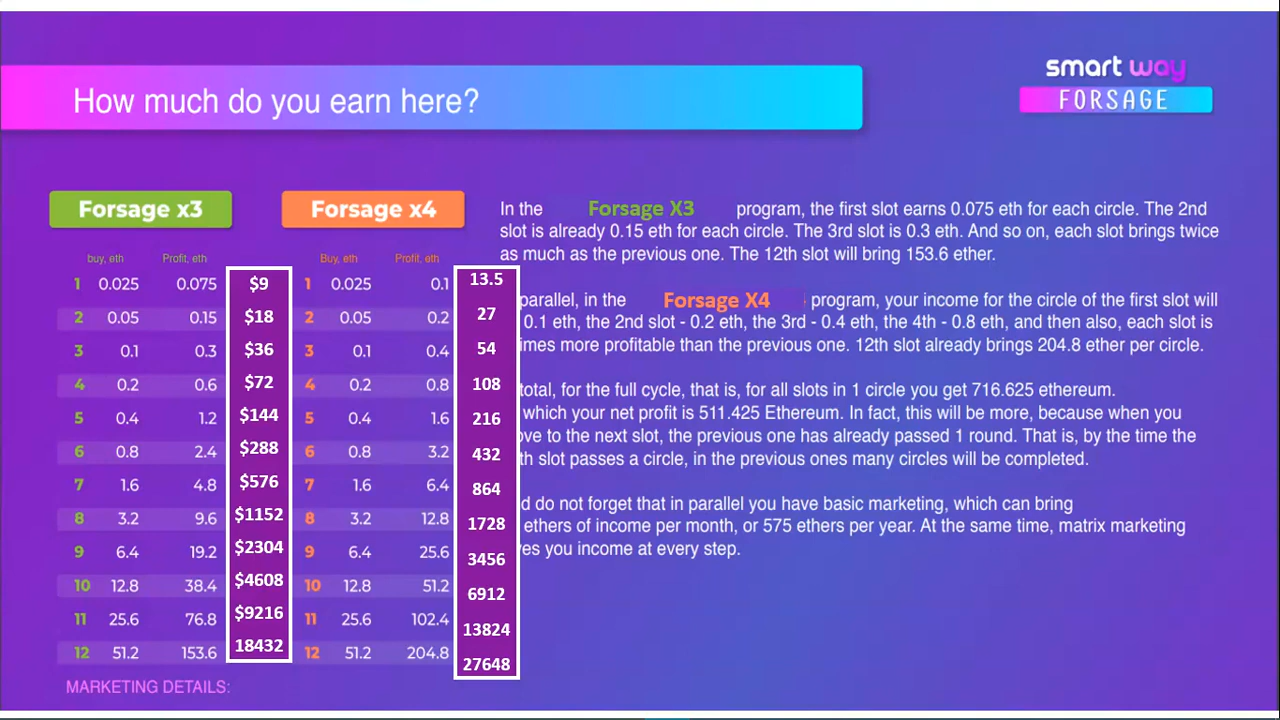 smart way
FORSAGE
How much do you earn here?
Forsage x3
Forsage x4
buy, eth Profit, eth
Buy, eth Profit, eth
1 0.025 0.075 $9 1 0.025 0.1 13.5
2 0.05 0.15 $18 2 0.05 0.2 27
3 0.1 0.3 $36 3 0.1 0.4 54
4 0.2 0.6 $72 4 0.2 0.8 108
5 0.4 1.2 $144 5 0.4 1.6 216
6 0.8 2.4 $288 6 0.8 3.2 432
7 1.6 4.8 $576 7 1.6 6.4 864
8 3.2 9.6 $1152 8 3.2 12.8 1728
9 6.4 19.2 $2304 9 6.4 25.6 3456
10 12.8 38.4 $4608 10 12.8 51.2 6912
11 25.6 76.8 $9216 11 25.6 102.4 13824
12 51.2 153.6 18432 12 51.2 204.8 27648
MARKETING DETAILS:
In the Forsage X3 program, the first slot earns 0.075 eth for each circle. The 2nd
slot is already 0.15 eth for each circle. The 3rd slot is 0.3 eth. And so on, each slot brings twice
as much as the previous one. The 12th slot will bring 153.6 ether.
parallel, in the Forsage X4 program, your income for the circle of the first slot will
0.1 eth, the 2nd slot - 0.2 eth, the 3rd - 0.4 eth, the 4th - 0.8 eth, and then also, each slot is
imes more profitable than the previous one. 12th slot already brings 204.8 ether per circle.
total, for the full cycle, that is, for all slots in 1 circle you get 716.625 ethereum.
which your net profit is 511.425 Ethereum. In fact, this will be more, because when you
ve to the next slot, the previous one has already passed 1 round. That is, by the time the
th slot passes a circle, in the previous ones many circles will be completed.
d do not forget that in parallel you have basic marketing, which can bring
ethers of income per month, or 575 ethers per year. At the same time, matrix marketing
es you income at every step.